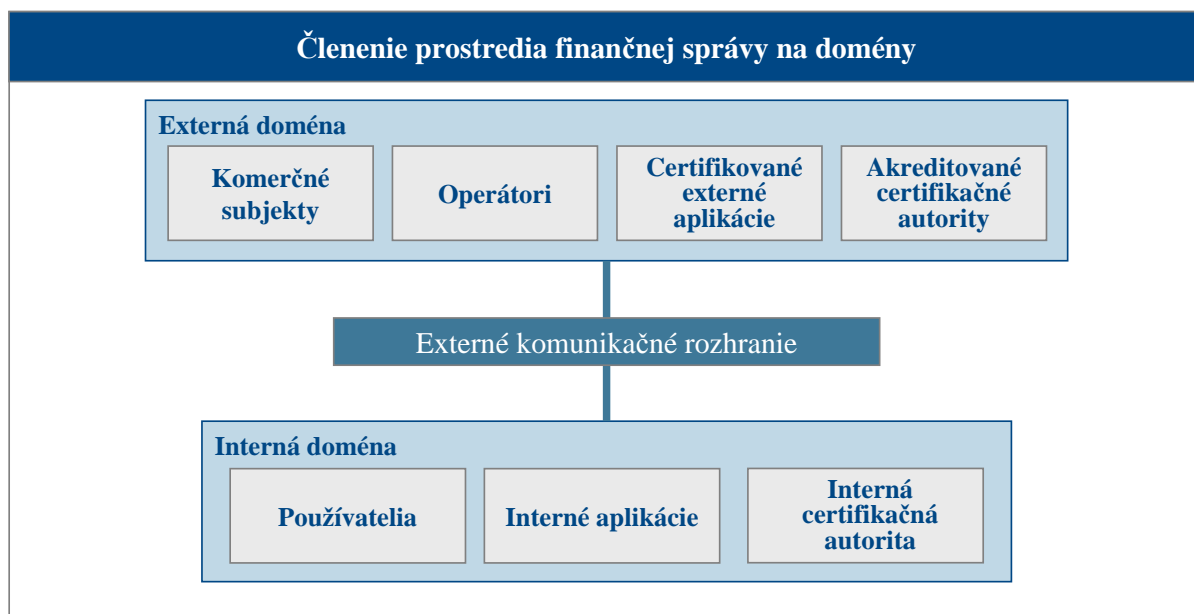 Členenie prostredia finančnej správy na domény
Externá doména
Komerčné
subjekty
Operátori
Certifikované
externé
aplikácie
Akreditované
certifikačné
autority
Externé komunikačné rozhranie
Interná doména
Používatelia
Interné aplikácie
Interná
certifikačná
autorita